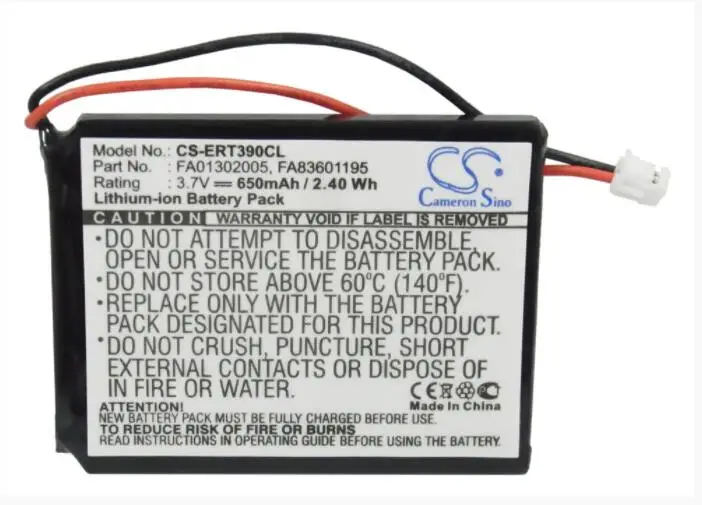 Model No.: CS-ERT390CL
Part No. : FA01302005, FA83601195
Rating : 3.7V 650mAh / 2.40 Wh
Lithium-ion Battery Pack
CS
Cameron Sino
CAUTION WARRANTY VOID IF LABEL IS REMOVED
•DO NOT ATTEMPT TO DISASSEMBLE,
OPEN OR SERVICE THE BATTERY PACK.
•DO NOT STORE ABOVE 60°C (140°F).
•REPLACE ONLY WITH THE BATTERY
PACK DESIGNATED FOR THIS DEVICE.
•DO NOT CRUSH, PUNCTURE, SHORT
EXTERNAL CONTACTS OR DISPOSE
IN FIRE OR WATER.
CE
Made In China
ATTENTION!
NEW BATTERY PACK MUST BE FULLY CHARGED BEFORE USE.
TO REDUCE RISK OF FIRE OR SHOCK
READ INSTRUCTIONS IN OPERATING GUIDE BEFORE USING BATTERY.